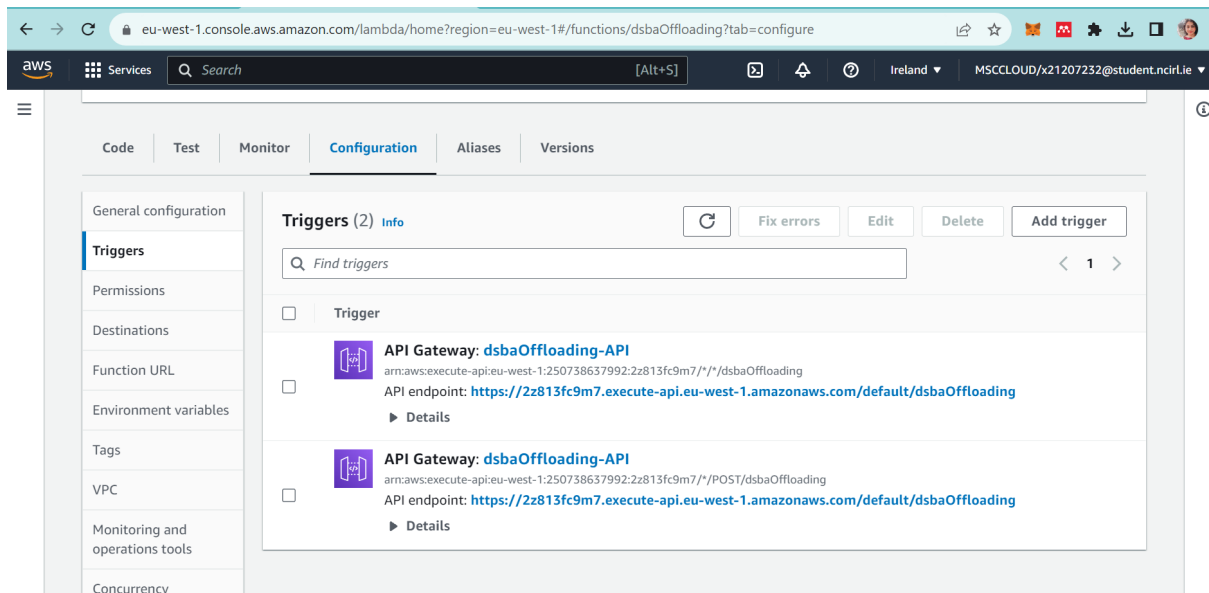 eu-west-1.console.aws.amazon.com/lambda/home?region=eu-west-1#/functions/dsbaOffloading?tab=configure
aws Services Search [Alt+S] Ireland MSCCLOUD/x21207232@student.ncirl.ie
Code Test Monitor Configuration Aliases Versions
General configuration
Triggers
Permissions
Destinations
Function URL
Environment variables
Tags
VPC
Monitoring and
operations tools
Concurrency
Triggers (2) Info Fix errors Edit Delete Add trigger
Find triggers 1
Trigger
API Gateway: dsbaOffloading-API
arn:aws:execute-api:eu-west-1:250738637992:2z813fc9m7/*/*/dsbaOffloading
API endpoint: https://2z813fc9m7.execute-api.eu-west-1.amazonaws.com/default/dsbaOffloading
Details
API Gateway: dsbaOffloading-API
arn:aws:execute-api:eu-west-1:250738637992:2z813fc9m7/*/POST/dsbaOffloading
API endpoint: https://2z813fc9m7.execute-api.eu-west-1.amazonaws.com/default/dsbaOffloading
Details